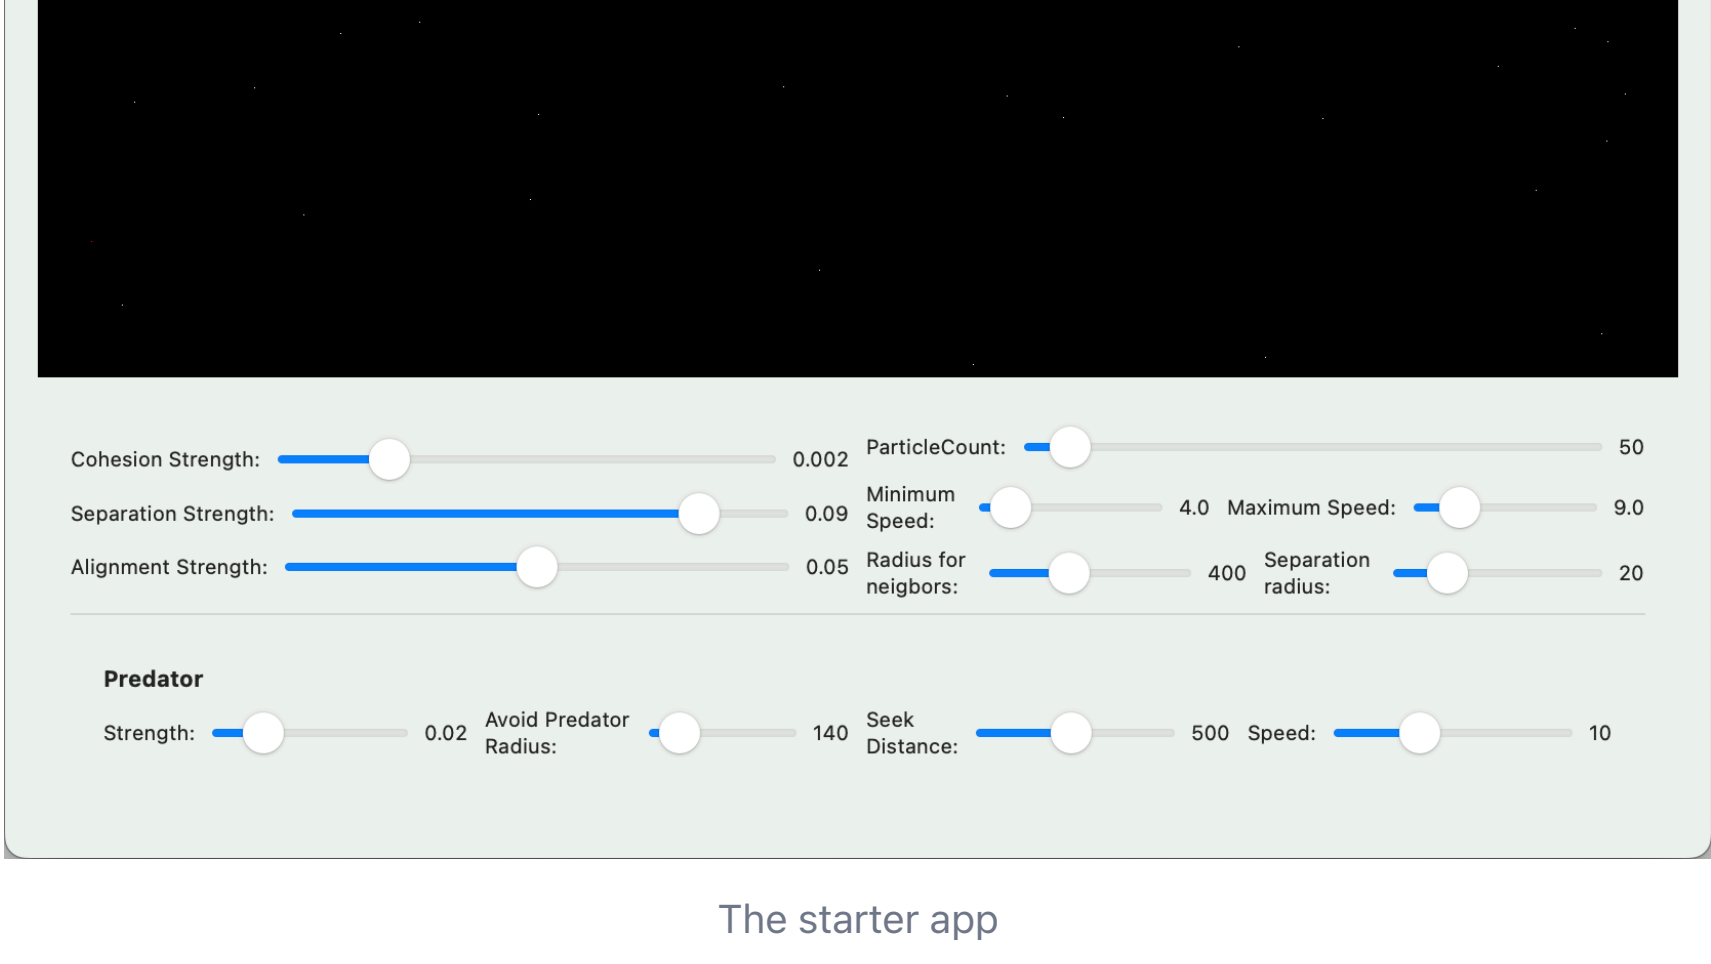 Cohesion Strength: 0.002
Separation Strength: 0.09
Alignment Strength: 0.05
ParticleCount: 50
Minimum
Speed: 4.0
Maximum Speed: 9.0
Radius for
neigbors: 400
Separation
radius: 20
Predator
Strength: 0.02
Avoid Predator
Radius: 140
Seek
Distance: 500
Speed: 10
The starter app